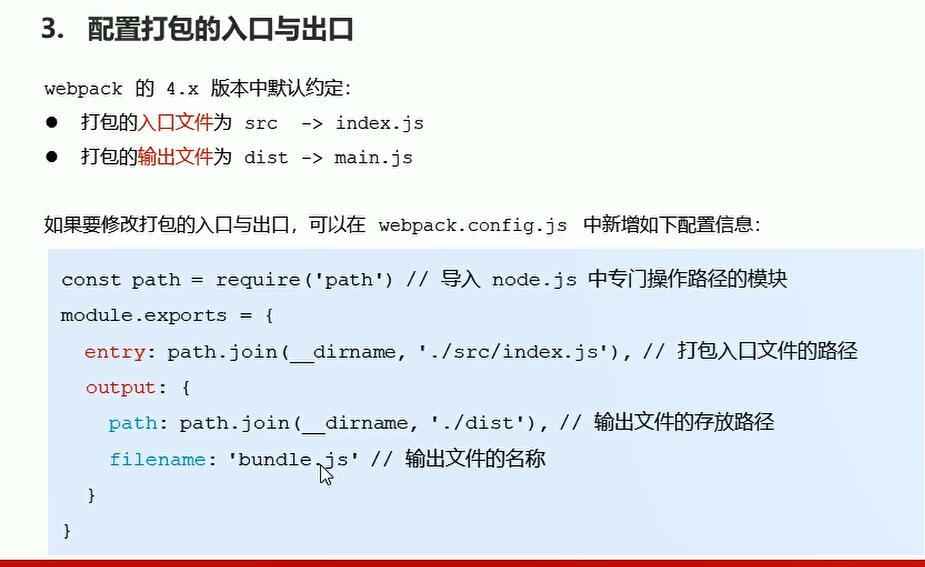 3. 配置打包的入口与出口
webpack 的 4.x 版本中默认约定：
● 打包的入口文件为 src -> index.js
● 打包的输出文件为 dist -> main.js
如果要修改打包的入口与出口，可以在 webpack.config.js 中新增如下配置信息：
const path = require('path') // 导入 node.js 中专门操作路径的模块
module.exports = {
entry: path.join(__dirname, './src/index.js'), // 打包入口文件的路径
output: {
path: path.join(__dirname, './dist'), // 输出文件的存放路径
filename: 'bundle.js' // 输出文件的名称
}
}